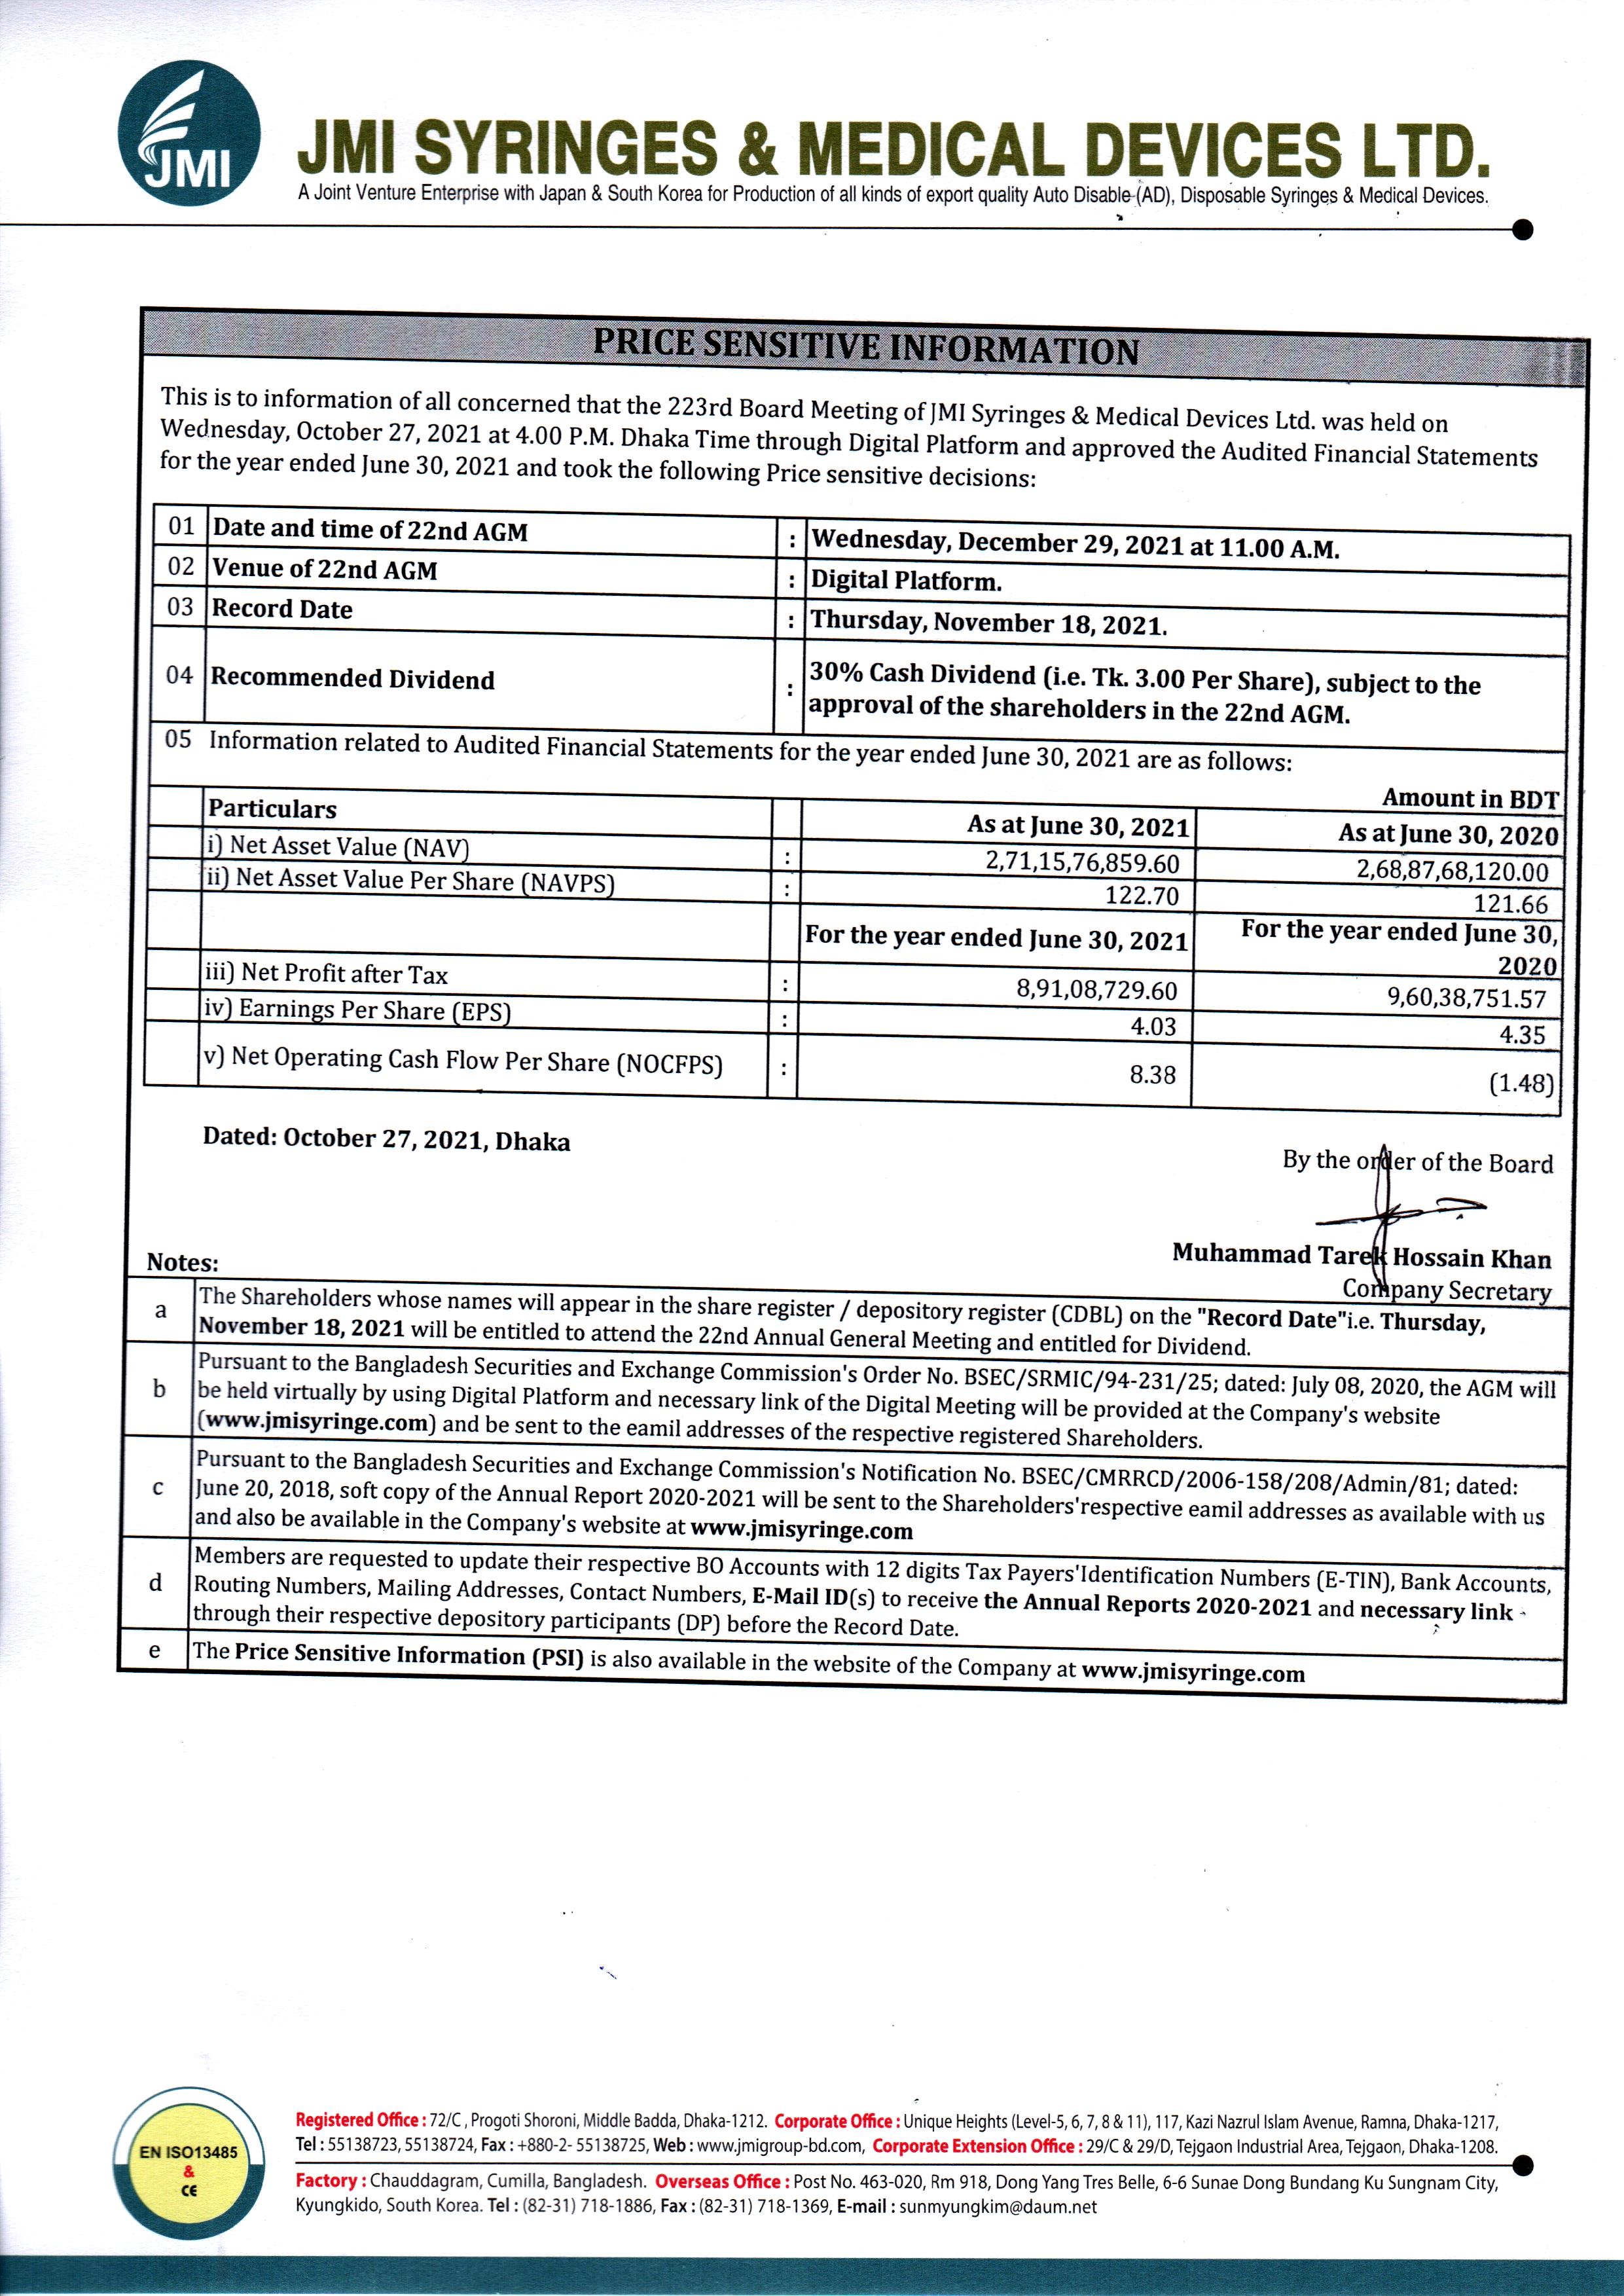 JMI
JMI SYRINGES & MEDICAL DEVICES LTD.
A Joint Venture Enterprise with Japan & South Korea for Production of all kinds of export quality Auto Disable (AD), Disposable Syringes & Medical Devices.
PRICE SENSITIVE INFORMATION
This is to information of all concerned that the 223rd Board Meeting of JMI Syringes & Medical Devices Ltd. was held on
Wednesday, October 27, 2021 at 4.00 P.M. Dhaka Time through Digital Platform and approved the Audited Financial Statements
for the year ended June 30, 2021 and took the following Price sensitive decisions:
01 Date and time of 22nd AGM : Wednesday, December 29, 2021 at 11.00 A.M.
02 Venue of 22nd AGM : Digital Platform.
03 Record Date : Thursday, November 18, 2021.
04 Recommended Dividend : 30% Cash Dividend (i.e. Tk. 3.00 Per Share), subject to the
approval of the shareholders in the 22nd AGM.
05 Information related to Audited Financial Statements for the year ended June 30, 2021 are as follows:
Amount in BDT
Particulars As at June 30, 2021 As at June 30, 2020
i) Net Asset Value (NAV) : 2,71,15,76,859.60 2,68,87,68,120.00
ii) Net Asset Value Per Share (NAVPS) : 122.70 121.66
For the year ended June 30, 2021 For the year ended June 30,
2020
iii) Net Profit after Tax : 8,91,08,729.60 9,60,38,751.57
iv) Earnings Per Share (EPS) : 4.03 4.35
v) Net Operating Cash Flow Per Share (NOCFPS) : 8.38 (1.48)
Dated: October 27, 2021, Dhaka
By the order of the Board
Muhammad Tarek Hossain Khan
Company Secretary
Notes:
a The Shareholders whose names will appear in the share register / depository register (CDBL) on the "Record Date"i.e. Thursday,
November 18, 2021 will be entitled to attend the 22nd Annual General Meeting and entitled for Dividend.
b Pursuant to the Bangladesh Securities and Exchange Commission's Order No. BSEC/SRMIC/94-231/25; dated: July 08, 2020, the AGM will
be held virtually by using Digital Platform and necessary link of the Digital Meeting will be provided at the Company's website
(www.jmisyringe.com) and be sent to the eamil addresses of the respective registered Shareholders.
c Pursuant to the Bangladesh Securities and Exchange Commission's Notification No. BSEC/CMRRCD/2006-158/208/Admin/81; dated:
June 20, 2018, soft copy of the Annual Report 2020-2021 will be sent to the Shareholders'respective eamil addresses as available with us
and also be available in the Company's website at www.jmisyringe.com
d Members are requested to update their respective BO Accounts with 12 digits Tax Payers'Identification Numbers (E-TIN), Bank Accounts,
Routing Numbers, Mailing Addresses, Contact Numbers, E-Mail ID(s) to receive the Annual Reports 2020-2021 and necessary link
through their respective depository participants (DP) before the Record Date.
e The Price Sensitive Information (PSI) is also available in the website of the Company at www.jmisyringe.com
EN ISO13485
&
CE
Registered Office : 72/C , Progoti Shoroni, Middle Badda, Dhaka-1212. Corporate Office : Unique Heights (Level-5, 6, 7, 8 & 11), 117, Kazi Nazrul Islam Avenue, Ramna, Dhaka-1217,
Tel : 55138723, 55138724, Fax : +880-2- 55138725, Web : www.jmigroup-bd.com, Corporate Extension Office : 29/C & 29/D, Tejgaon Industrial Area, Tejgaon, Dhaka-1208.
Factory : Chauddagram, Cumilla, Bangladesh. Overseas Office : Post No. 463-020, Rm 918, Dong Yang Tres Belle, 6-6 Sunae Dong Bundang Ku Sungnam City,
Kyungkido, South Korea. Tel : (82-31) 718-1886, Fax : (82-31) 718-1369, E-mail : sunmyungkim@daum.net